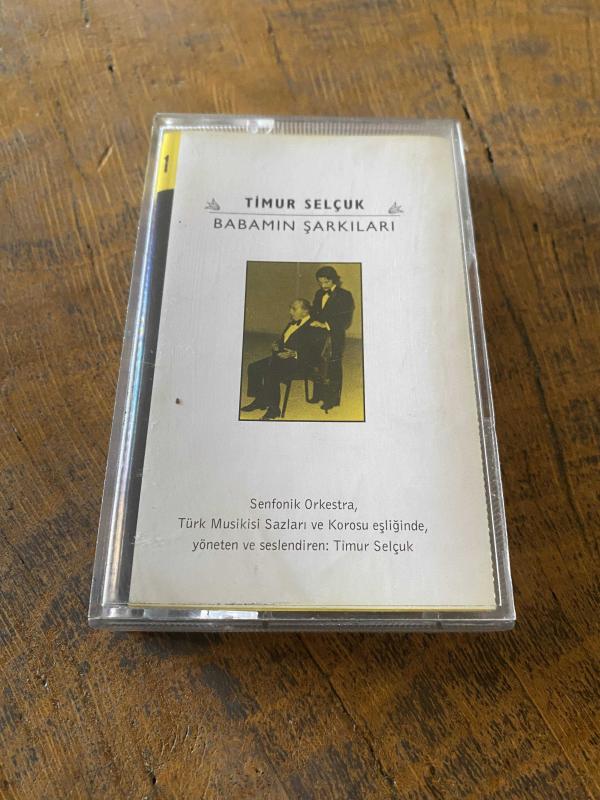 1
TİMUR SELÇUK
BABAMIN ŞARKILARI
Senfonik Orkestra,
Türk Musikisi Sazları ve Korosu eşliğinde,
yöneten ve seslendiren: Timur Selçuk